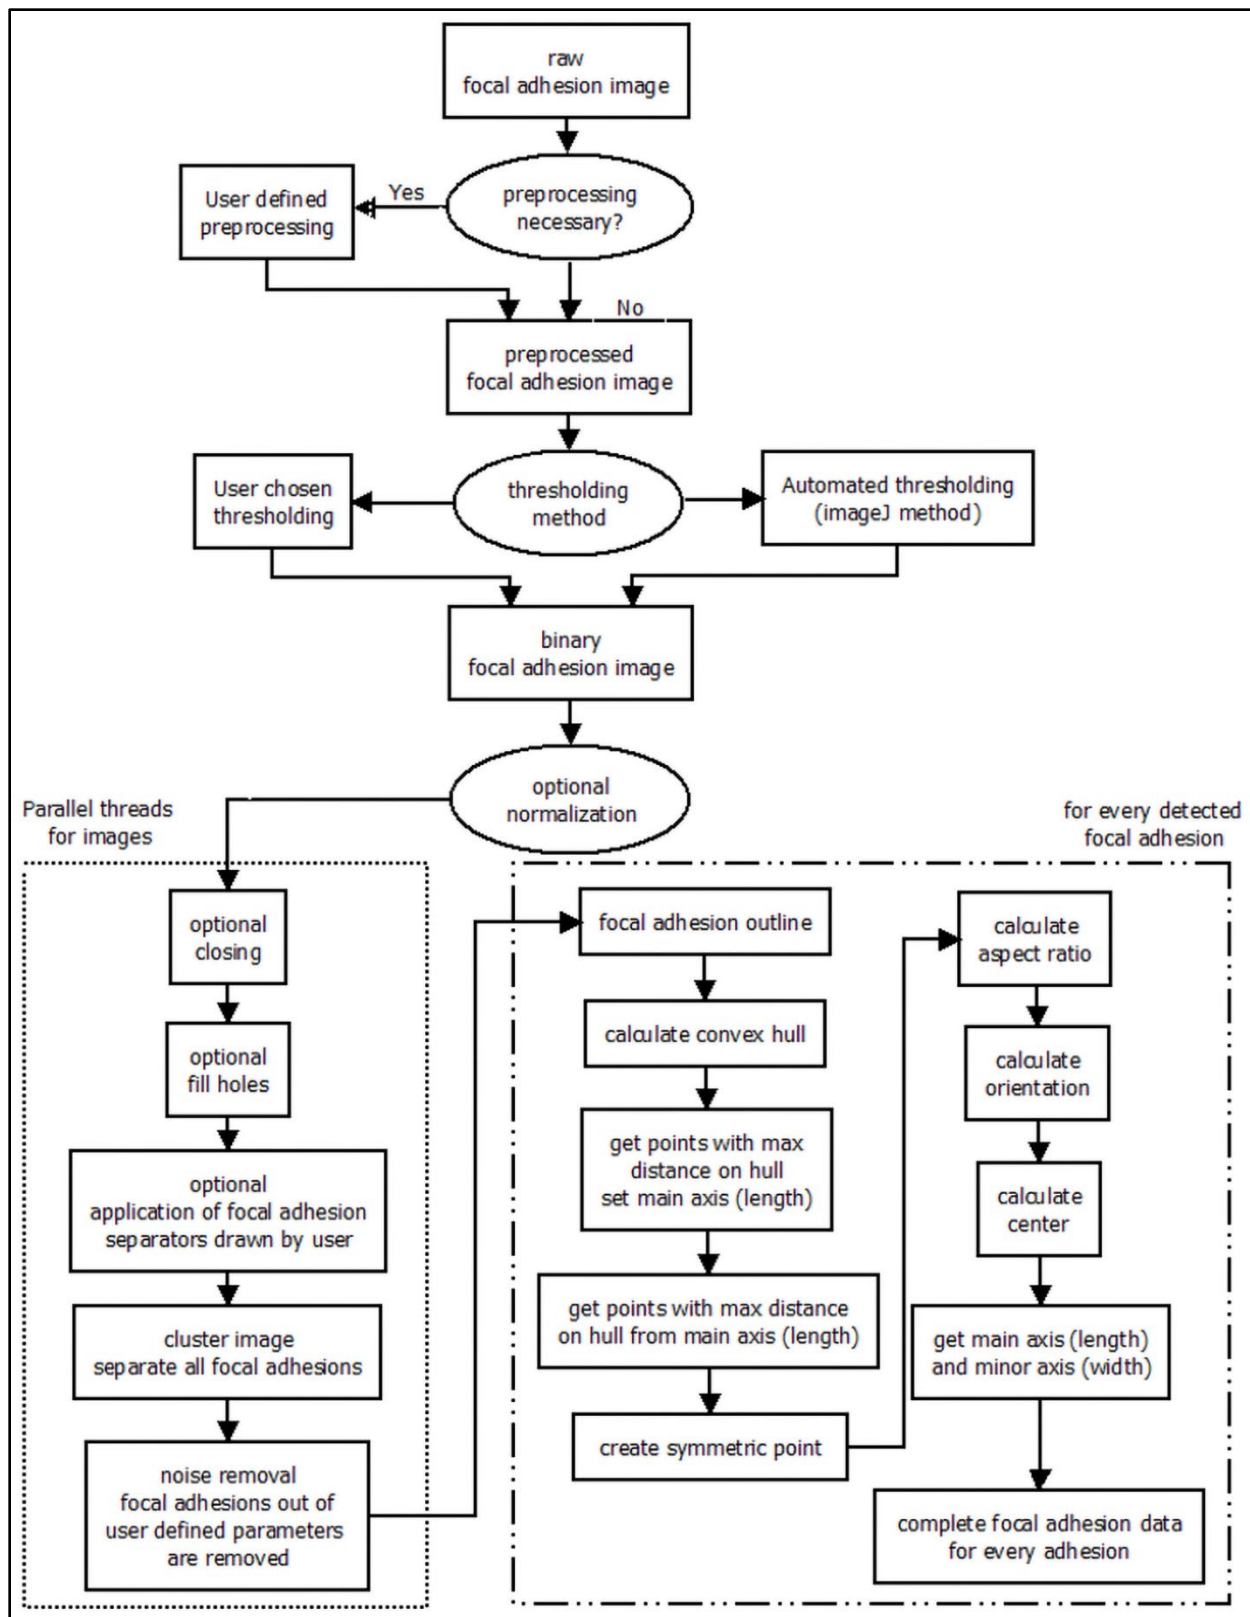 raw
focal adhesion image
preprocessing
necessary?
Yes
User defined
preprocessing
No
preprocessed
focal adhesion image
thresholding
method
User chosen
thresholding
Automated thresholding
(imageJ method)
binary
focal adhesion image
optional
normalization
Parallel threads
for images
optional
closing
optional
fill holes
optional
application of focal adhesion
separators drawn by user
cluster image
separate all focal adhesions
noise removal
focal adhesions out of
user defined parameters
are removed
for every detected
focal adhesion
focal adhesion outline
calculate convex hull
get points with max
distance on hull
set main axis (length)
get points with max distance
on hull from main axis (length)
create symmetric point
calculate
aspect ratio
calculate
orientation
calculate
center
get main axis (length)
and minor axis (width)
complete focal adhesion data
for every adhesion